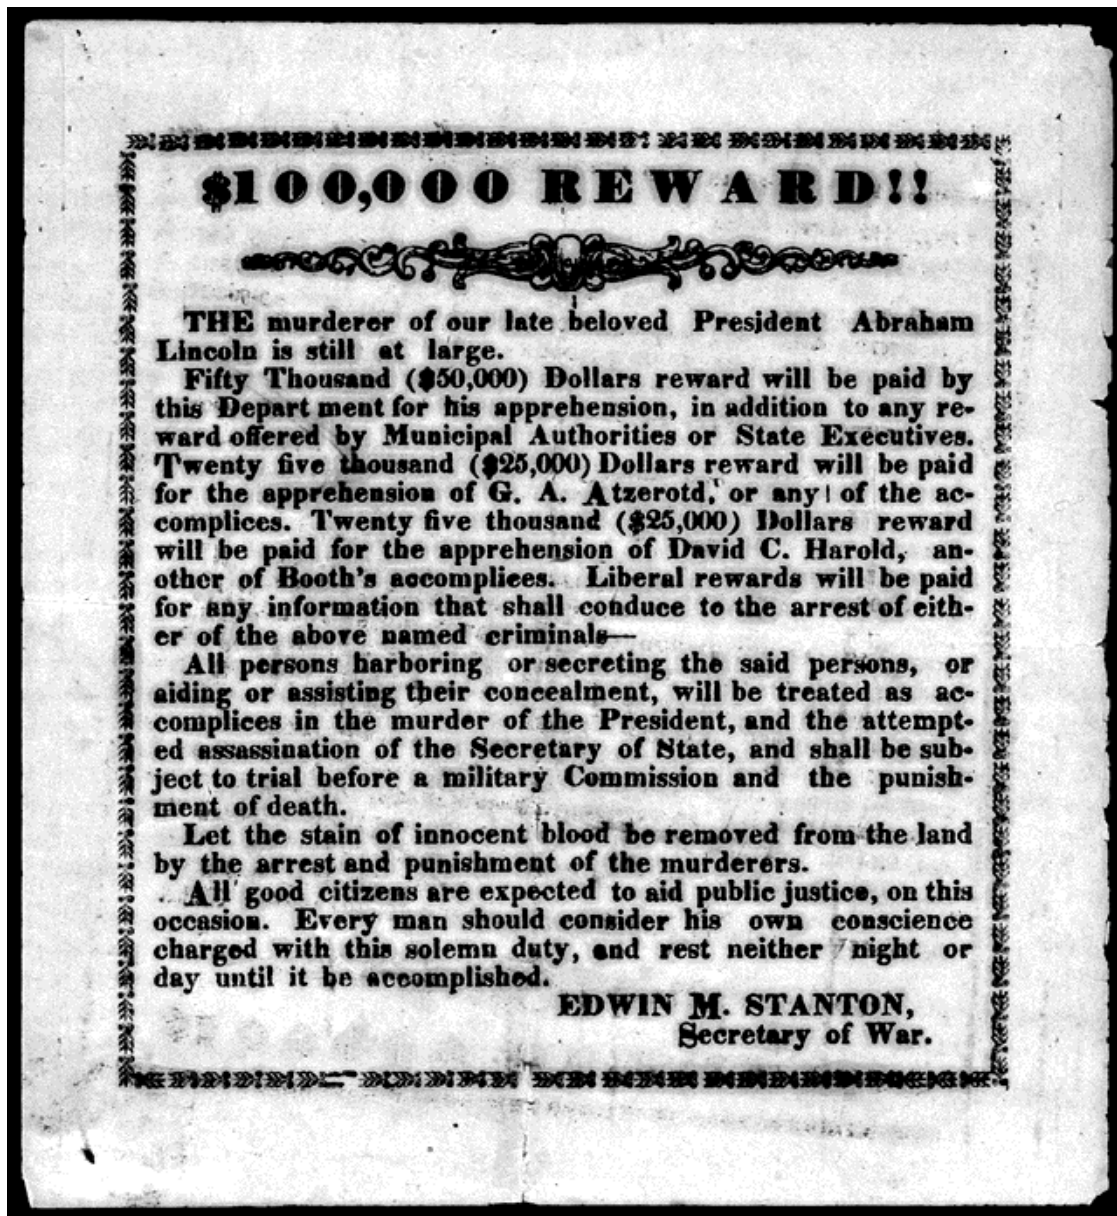 $100,000 REWARD!!
THE murderer of our late beloved President Abraham
Lincoln is still at large.
Fifty Thousand ($50,000) Dollars reward will be paid by
this Depart ment for his apprehension, in addition to any re-
ward offered by Municipal Authorities or State Executives.
Twenty five thousand ($25,000) Dollars reward will be paid
for the apprehension of G. A. Atzerotd, or any of the ac-
complices. Twenty five thousand ($25,000) Dollars reward
will be paid for the apprehension of David C. Harold, an-
other of Booth's accomplices. Liberal rewards will be paid
for any information that shall conduce to the arrest of eith-
er of the above named criminals—
All persons harboring or secreting the said persons, or
aiding or assisting their concealment, will be treated as ac-
complices in the murder of the President, and the attempt-
ed assassination of the Secretary of State, and shall be sub-
ject to trial before a military Commission and the punish-
ment of death.
Let the stain of innocent blood be removed from the land
by the arrest and punishment of the murderers.
All good citizens are expected to aid public justice, on this
occasion. Every man should consider his own conscience
charged with this solemn duty, and rest neither night or
day until it be accomplished.
EDWIN M. STANTON,
Secretary of War.